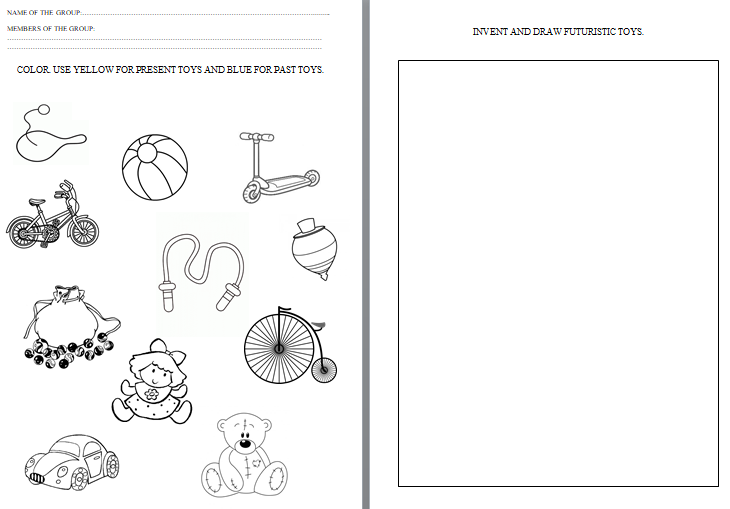 NAME OF THE GROUP:............................................................
MEMBERS OF THE GROUP:
............................................................
............................................................
COLOR. USE YELLOW FOR PRESENT TOYS AND BLUE FOR PAST TOYS.
INVENT AND DRAW FUTURISTIC TOYS.